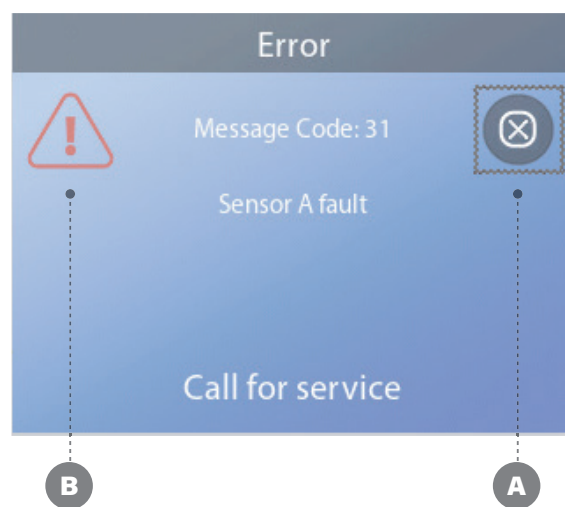 Error
Message Code: 31
Sensor A fault
Call for service
B
A